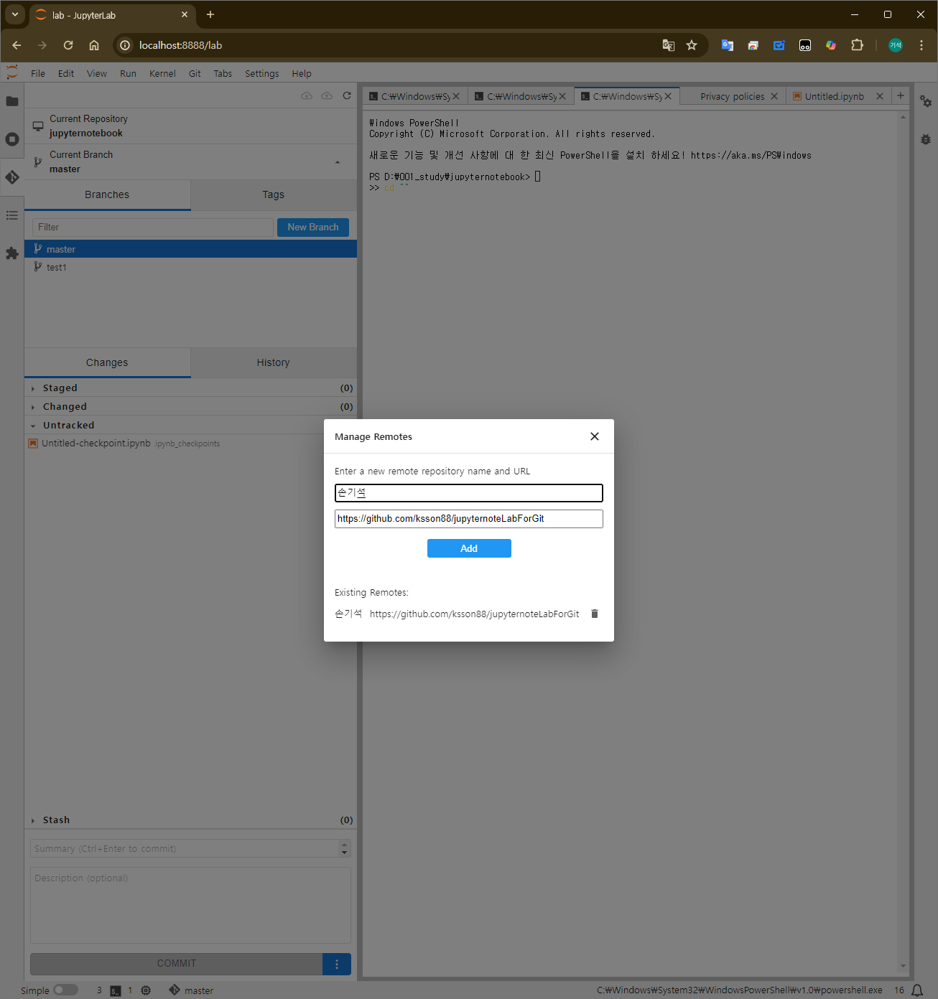 lab - JupyterLab
localhost:8888/lab
기석
File Edit View Run Kernel Git Tabs Settings Help
Current Repository
jupyternotebook
Current Branch
master
Branches Tags
Filter
New Branch
master
test1
Changes History
Staged (0)
Changed (0)
Untracked
Untitled-checkpoint.ipynb .ipynb_checkpoints
Stash (0)
Summary (Ctrl+Enter to commit)
Description (optional)
COMMIT
C:₩Windows₩Sy C:₩Windows₩Sy C:₩Windows₩Sy Privacy policies Untitled.ipynb
Windows PowerShell
Copyright (C) Microsoft Corporation. All rights reserved.
새로운 기능 및 개선 사항에 대 한 최신 PowerShell을 설치 하세요! https://aka.ms/PSWindows
PS D:₩001_study₩jupyternotebook>
>> cd ""
Manage Remotes
Enter a new remote repository name and URL
손기석
https://github.com/ksson88/jupyternoteLabForGit
Add
Existing Remotes:
손기석 https://github.com/ksson88/jupyternoteLabForGit
Simple 3 $_ 1 master C:₩Windows₩System32₩WindowsPowerShell₩v1.0₩powershell.exe 16